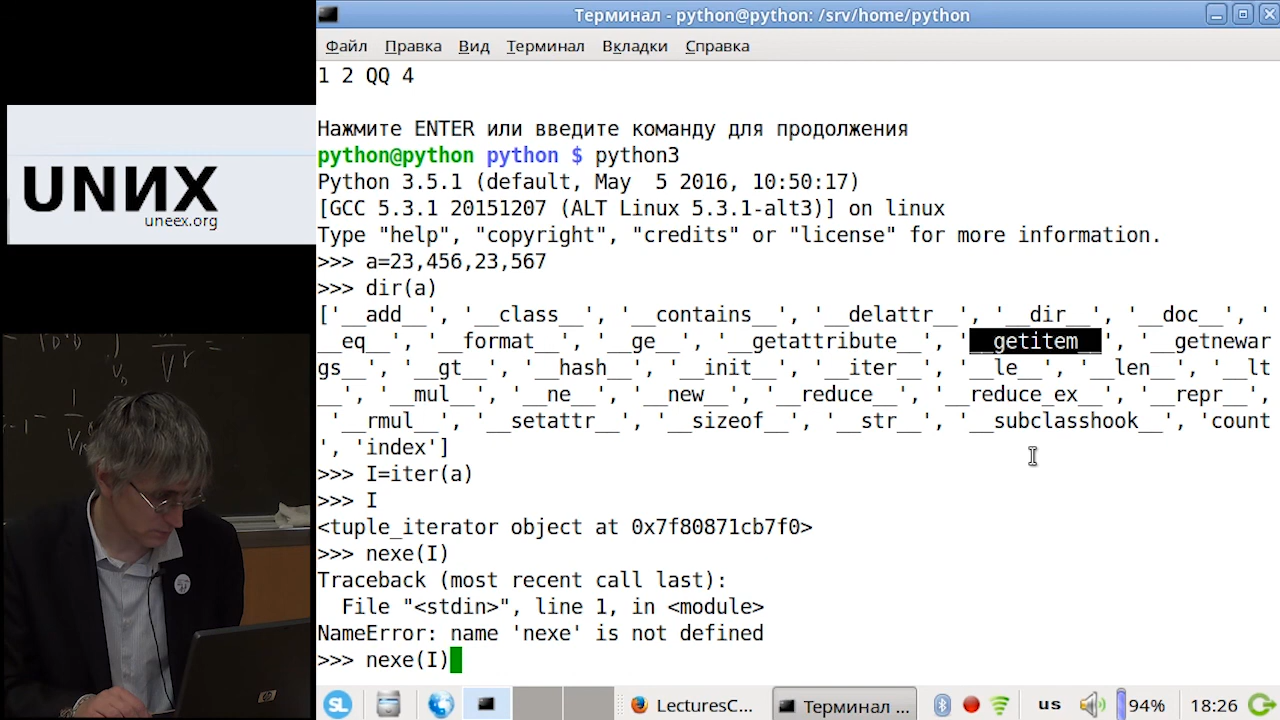 Терминал - python@python: /srv/home/python
Файл Правка Вид Терминал Вкладки Справка
1 2 QQ 4
Нажмите ENTER или введите команду для продолжения
python@python python $ python3
Python 3.5.1 (default, May  5 2016, 10:50:17)
[GCC 5.3.1 20151207 (ALT Linux 5.3.1-alt3)] on linux
Type "help", "copyright", "credits" or "license" for more information.
>>> a=23,456,23,567
>>> dir(a)
['__add__', '__class__', '__contains__', '__delattr__', '__dir__', '__doc__', '
__eq__', '__format__', '__ge__', '__getattribute__', '__getitem__', '__getnewar
gs__', '__gt__', '__hash__', '__init__', '__iter__', '__le__', '__len__', '__lt
__', '__mul__', '__ne__', '__new__', '__reduce__', '__reduce_ex__', '__repr__',
'__rmul__', '__setattr__', '__sizeof__', '__str__', '__subclasshook__', 'count
', 'index']
>>> I=iter(a)
>>> I
<tuple_iterator object at 0x7f80871cb7f0>
>>> nexe(I)
Traceback (most recent call last):
  File "<stdin>", line 1, in <module>
NameError: name 'nexe' is not defined
>>> nexe(I)
UNИX
uneex.org
hp
SL LecturesC... Терминал ... us 94% 18:26